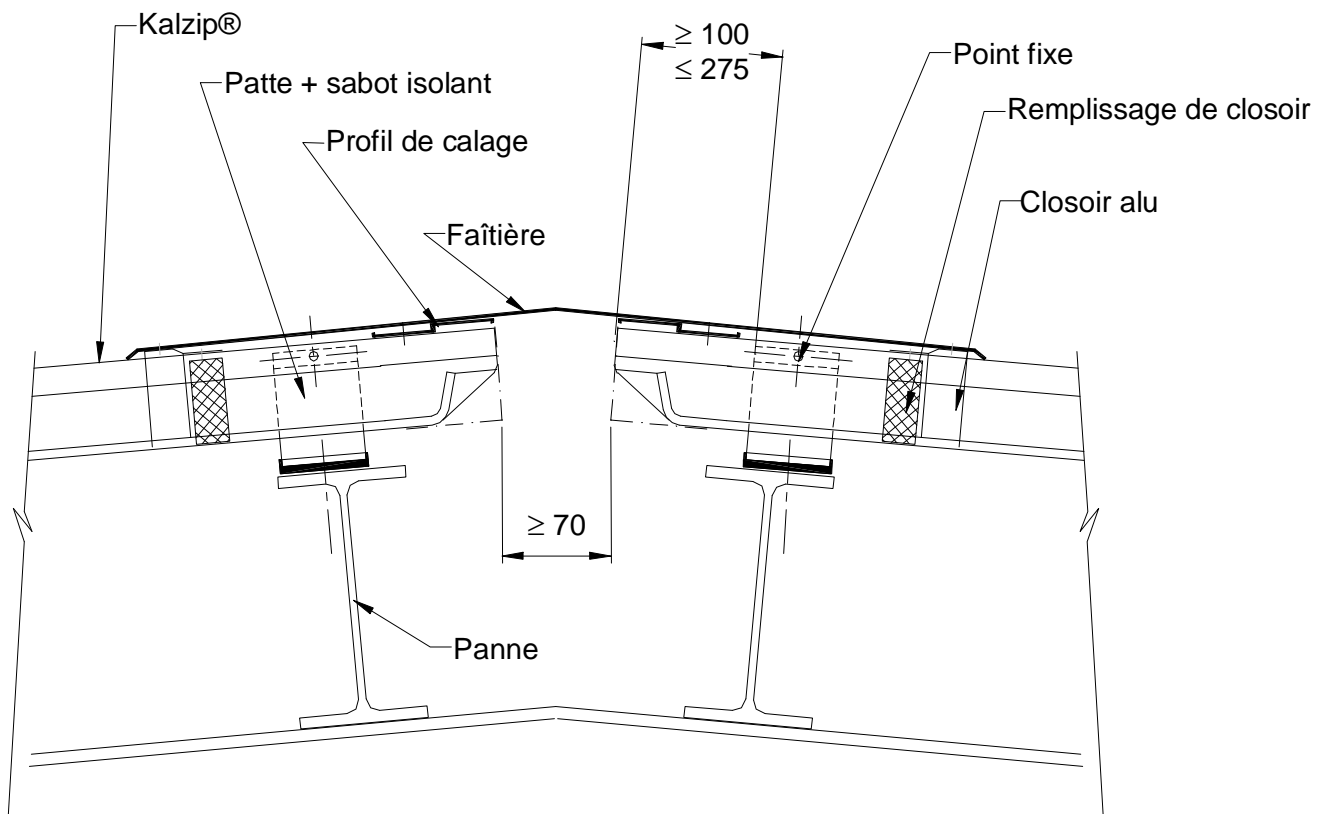 Kalzip®
Patte + sabot isolant
Profil de calage
Faîtière
≥ 100
≤ 275
Point fixe
Remplissage de closoir
Closoir alu
≥ 70
Panne